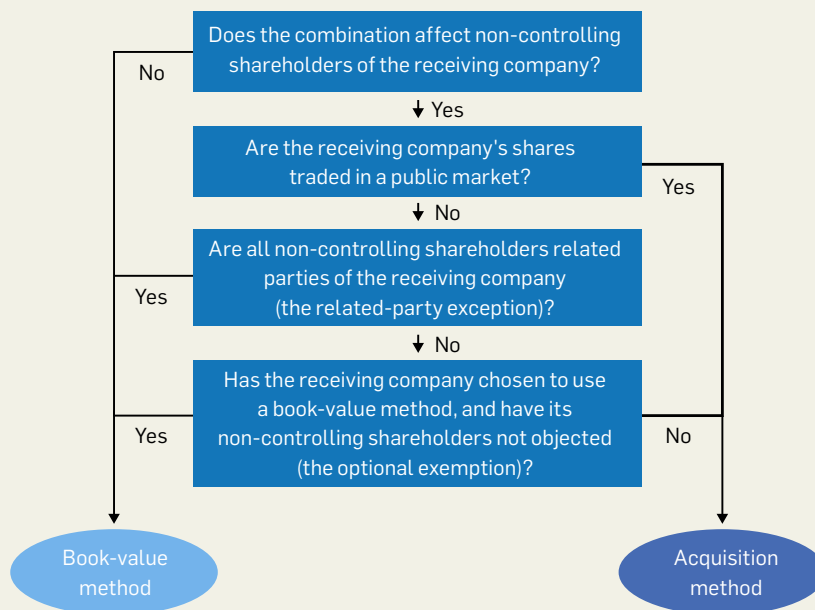 Does the combination affect non-controlling
shareholders of the receiving company?
No
Yes
Are the receiving company's shares
traded in a public market?
Yes
No
Are all non-controlling shareholders related
parties of the receiving company
(the related-party exception)?
Yes
No
Has the receiving company chosen to use
a book-value method, and have its
non-controlling shareholders not objected
(the optional exemption)?
Yes
No
Book-value
method
Acquisition
method